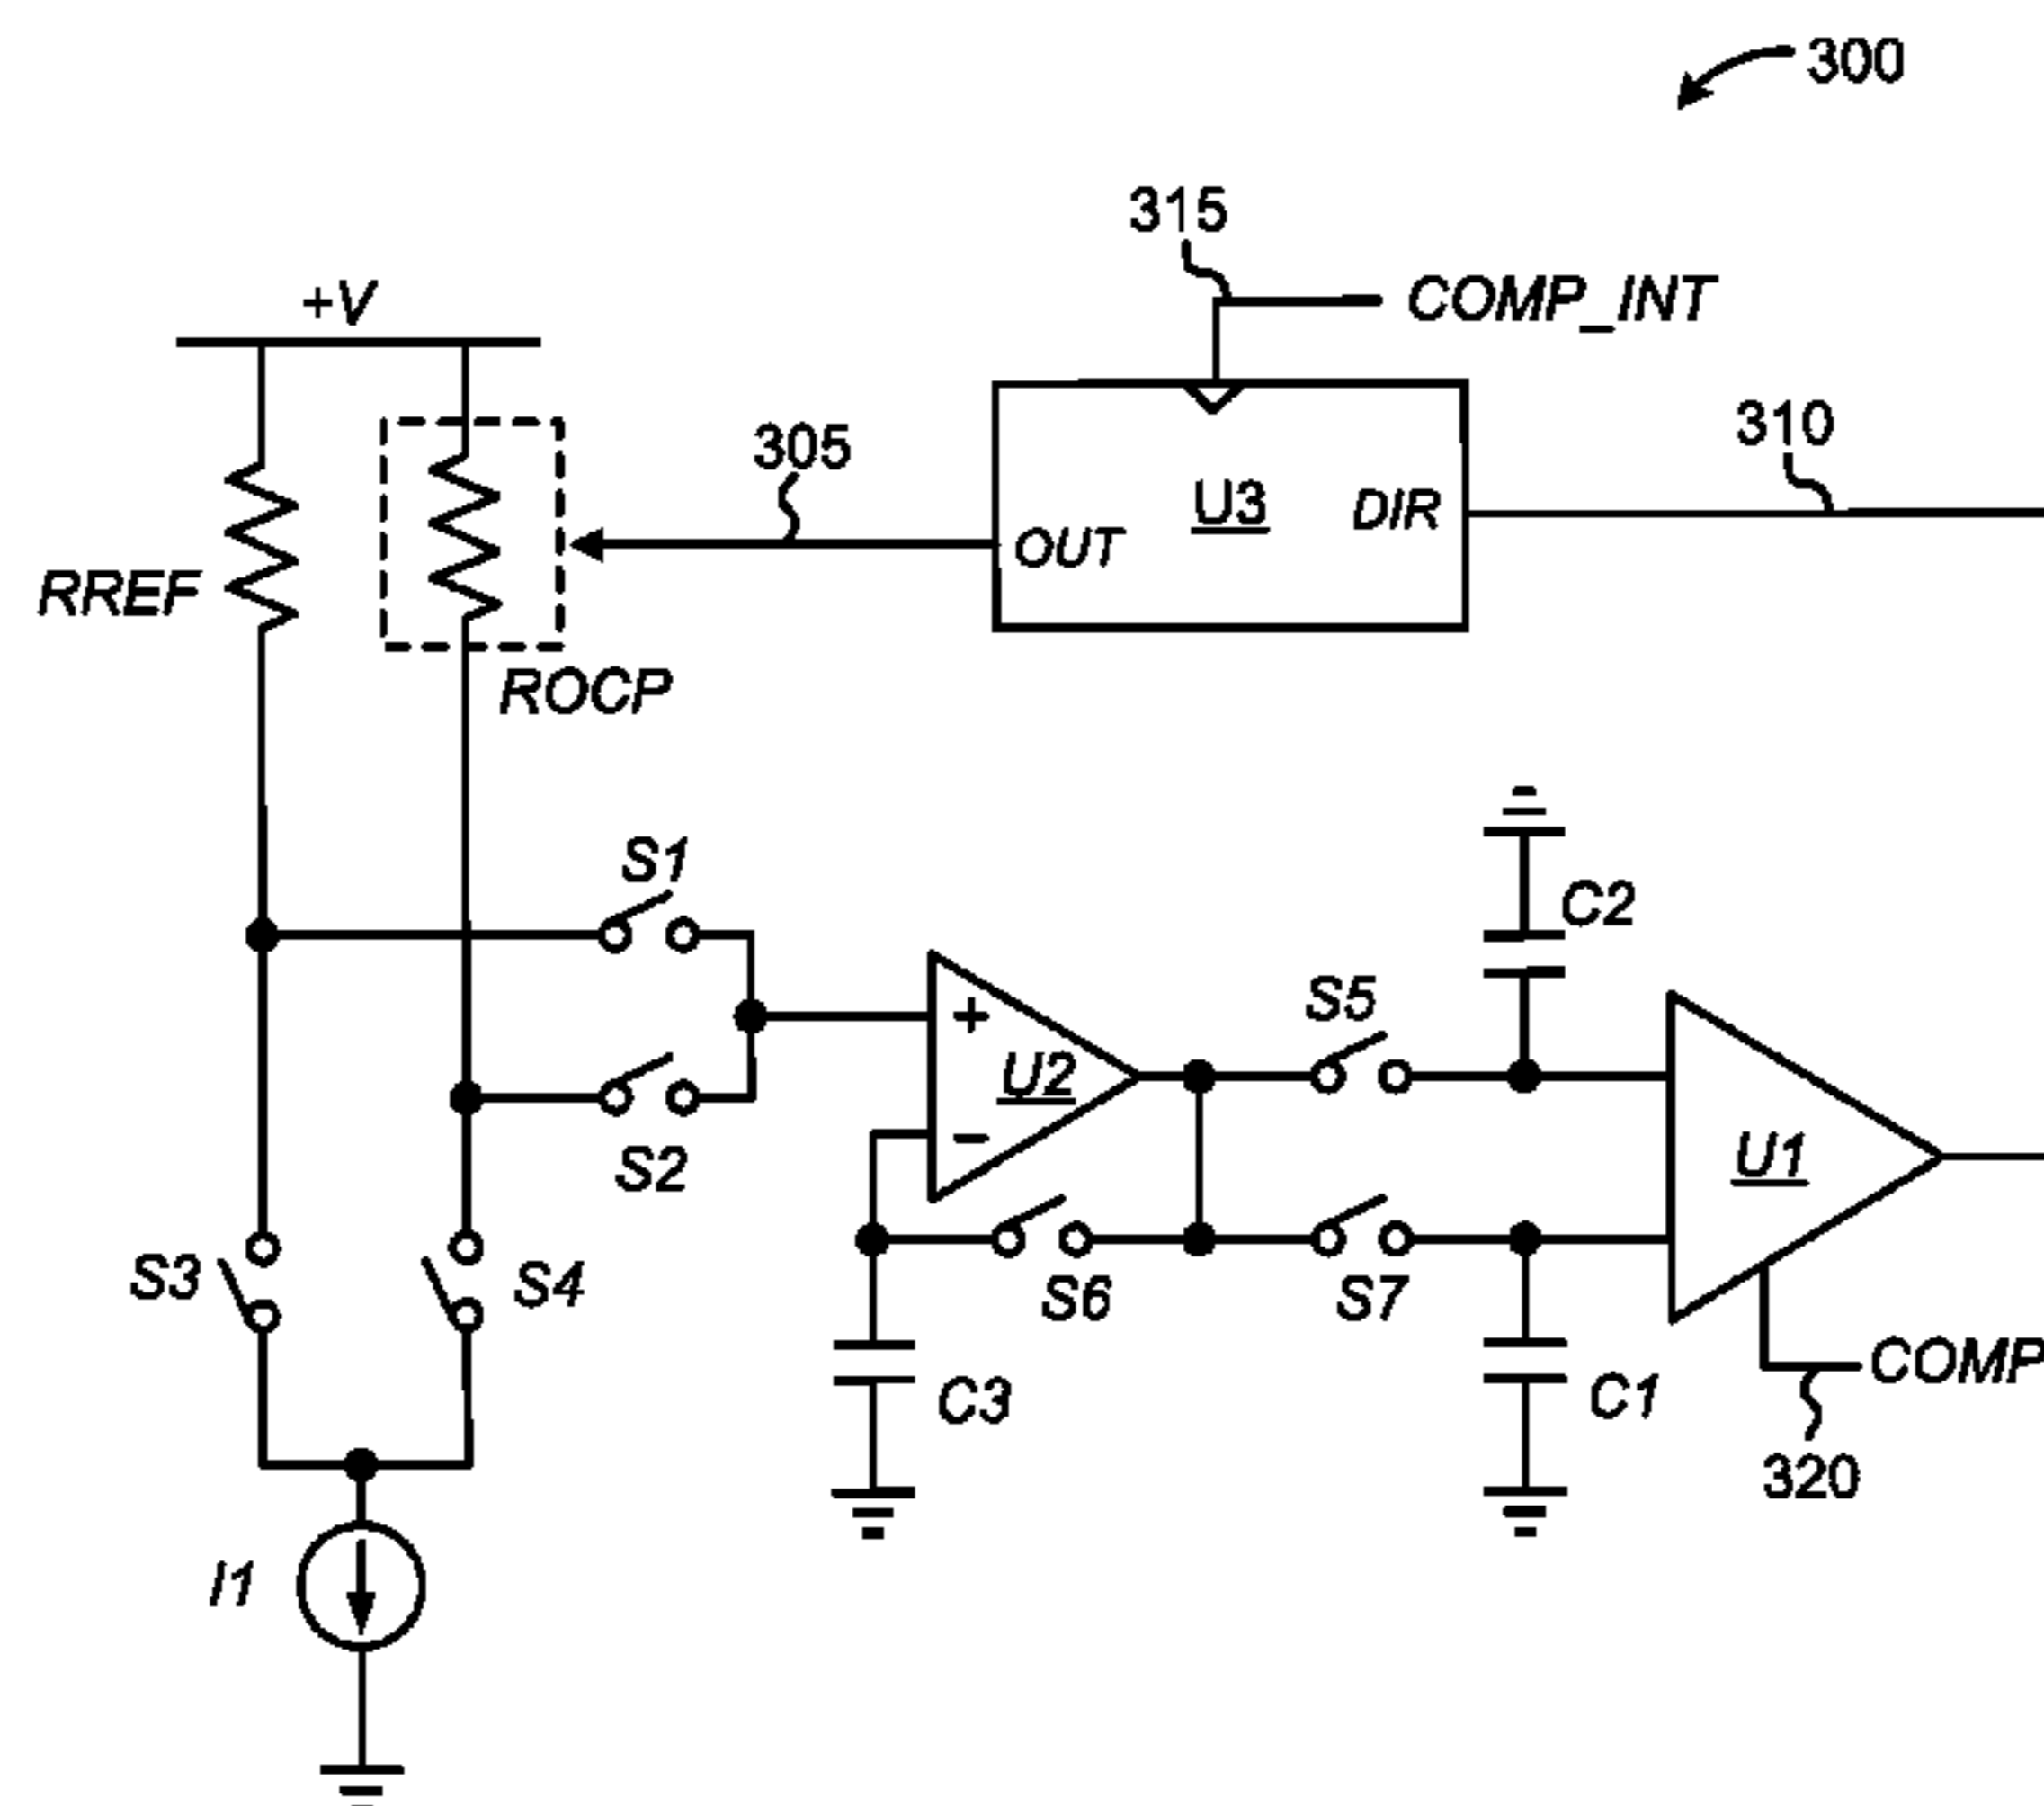 300
315
COMP_INT
+V
310
305
U3
DIR
OUT
RREF
ROCP
S1
C2
S5
+
U2
-
U1
S2
S3
S4
S6
S7
COMP
C3
C1
320
I1